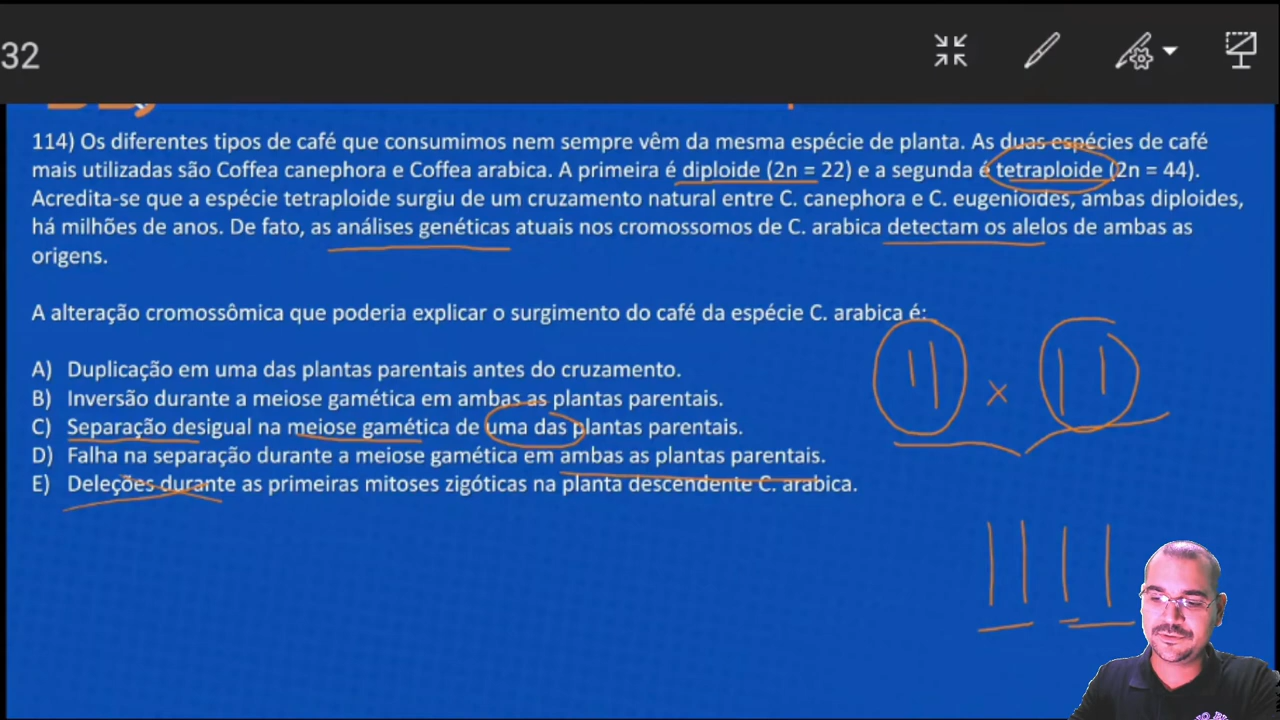 32
114) Os diferentes tipos de café que consumimos nem sempre vêm da mesma espécie de planta. As duas espécies de café
mais utilizadas são Coffea canephora e Coffea arabica. A primeira é diploide (2n = 22) e a segunda é tetraploide (2n = 44).
Acredita-se que a espécie tetraploide surgiu de um cruzamento natural entre C. canephora e C. eugenioides, ambas diploides,
há milhões de anos. De fato, as análises genéticas atuais nos cromossomos de C. arabica detectam os alelos de ambas as
origens.
A alteração cromossômica que poderia explicar o surgimento do café da espécie C. arabica é:
A) Duplicação em uma das plantas parentais antes do cruzamento.
B) Inversão durante a meiose gamética em ambas as plantas parentais.
C) Separação desigual na meiose gamética de uma das plantas parentais.
D) Falha na separação durante a meiose gamética em ambas as plantas parentais.
E) Deleções durante as primeiras mitoses zigóticas na planta descendente C. arabica.
x